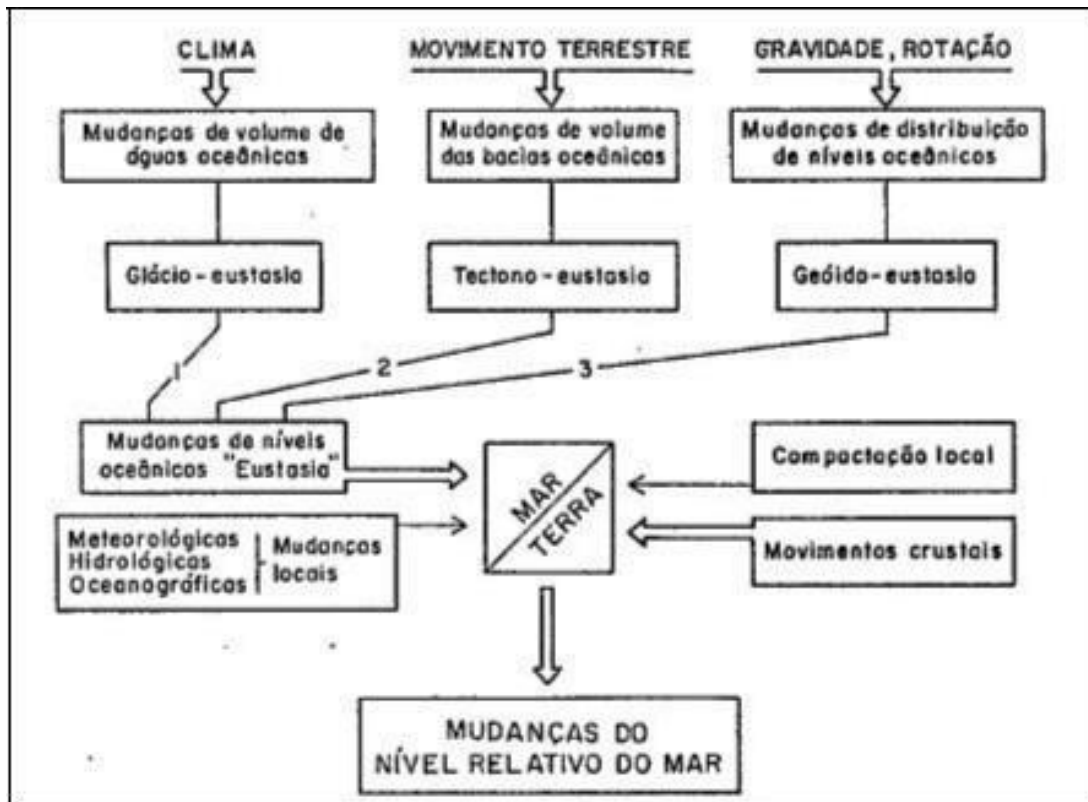 CLIMA
MOVIMENTO TERRESTRE
GRAVIDADE, ROTAÇÃO
Mudanças de volume de
águas oceânicas
Mudanças de volume
das bacias oceânicas
Mudanças de distribuição
de níveis oceânicos
Glácio-eustasia
Tectono-eustasia
Geóido-eustasia
1
2
3
Mudanças de níveis
oceânicos "Eustasia"
Meteorológicas
Hidrológicas
Oceanográficas
Mudanças
locais
MAR
TERRA
Compactação local
Movimentos crustais
MUDANÇAS DO
NÍVEL RELATIVO DO MAR